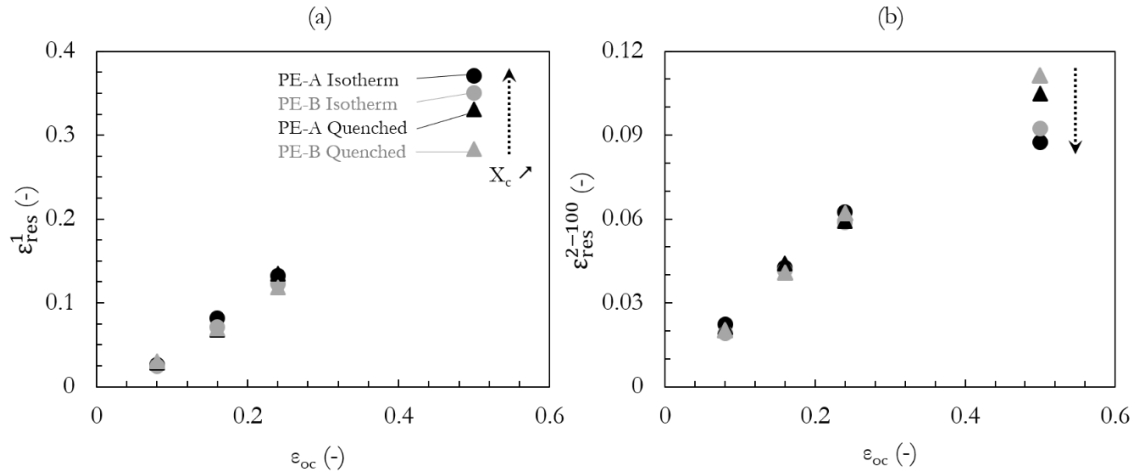 (a)
0.4
0.3
0.2
0.1
0
0
0.2
0.4
0.6
ε¹res (-)
εoc (-)
PE-A Isotherm
PE-B Isotherm
PE-A Quenched
PE-B Quenched
Xc ↗
(b)
0.12
0.09
0.06
0.03
0
0
0.2
0.4
0.6
ε²⁻¹⁰⁰res (-)
εoc (-)